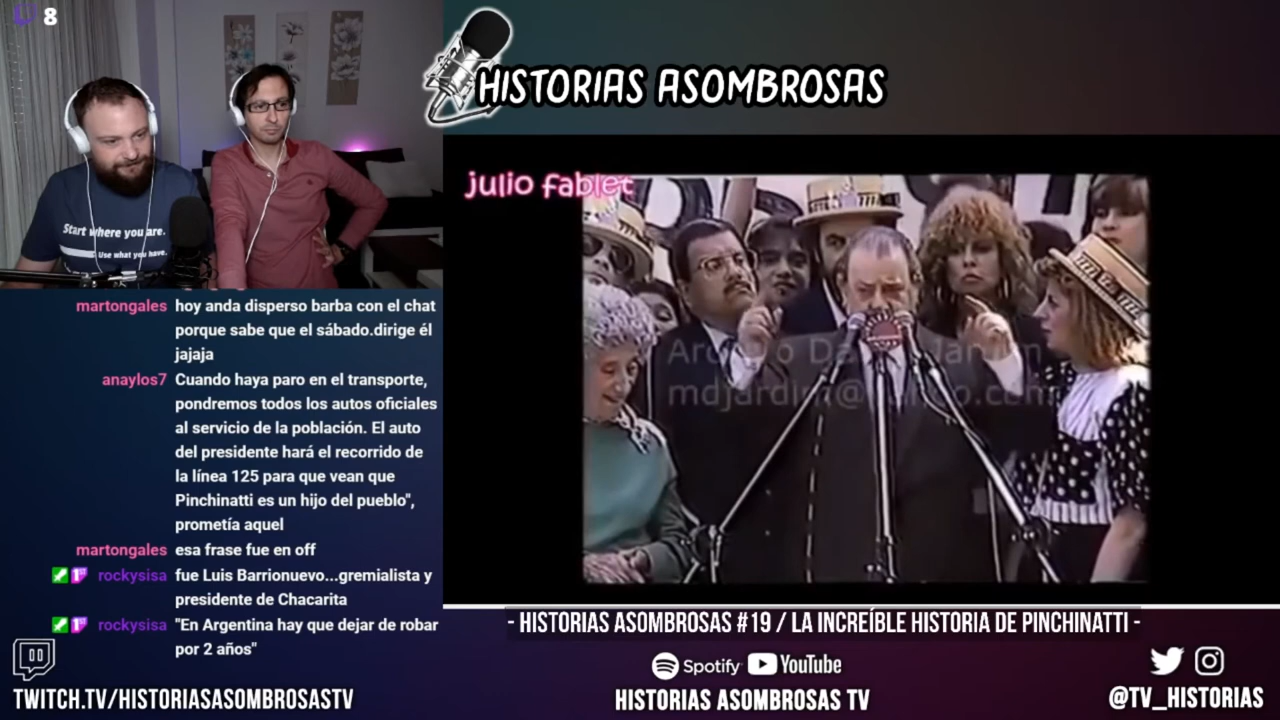 8
HISTORIAS ASOMBROSAS
julio fablet
Start where you are.
Use what you have.
mdjardim@
martongales hoy anda disperso barba con el chat
porque sabe que el sábado.dirige él
jajaja
anaylos7 Cuando haya paro en el transporte,
pondremos todos los autos oficiales
al servicio de la población. El auto
del presidente hará el recorrido de
la línea 125 para que vean que
Pinchinatti es un hijo del pueblo",
prometía aquel
martongales esa frase fue en off
rockysisa fue Luis Barrionuevo...gremialista y
presidente de Chacarita
rockysisa "En Argentina hay que dejar de robar
por 2 años"
- HISTORIAS ASOMBROSAS #19 / LA INCREÍBLE HISTORIA DE PINCHINATTI -
Spotify YouTube
TWITCH.TV/HISTORIASASOMBROSASTV
HISTORIAS ASOMBROSAS TV
@TV_HISTORIAS